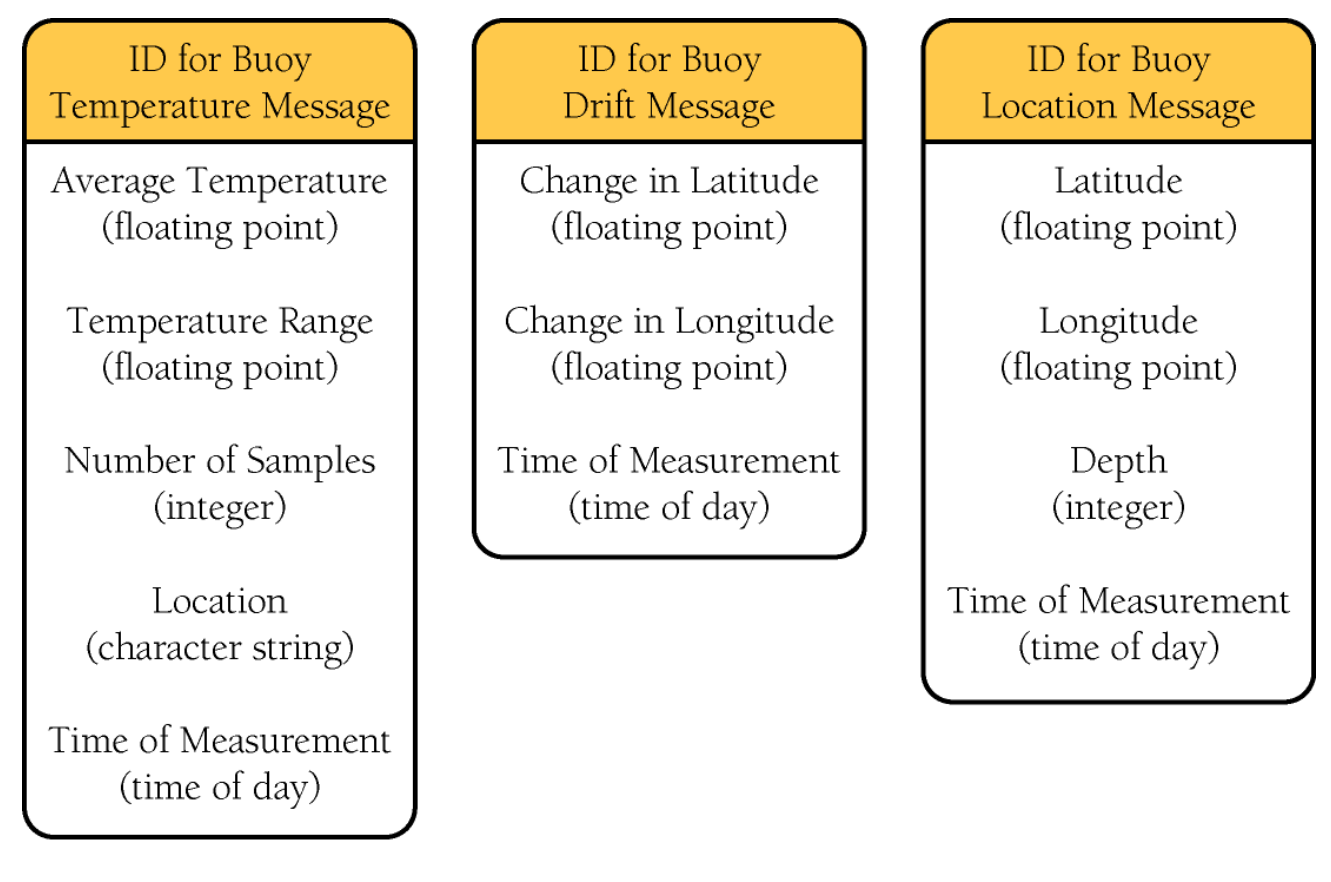 ID for Buoy
Temperature Message
Average Temperature
(floating point)
Temperature Range
(floating point)
Number of Samples
(integer)
Location
(character string)
Time of Measurement
(time of day)
ID for Buoy
Drift Message
Change in Latitude
(floating point)
Change in Longitude
(floating point)
Time of Measurement
(time of day)
ID for Buoy
Location Message
Latitude
(floating point)
Longitude
(floating point)
Depth
(integer)
Time of Measurement
(time of day)